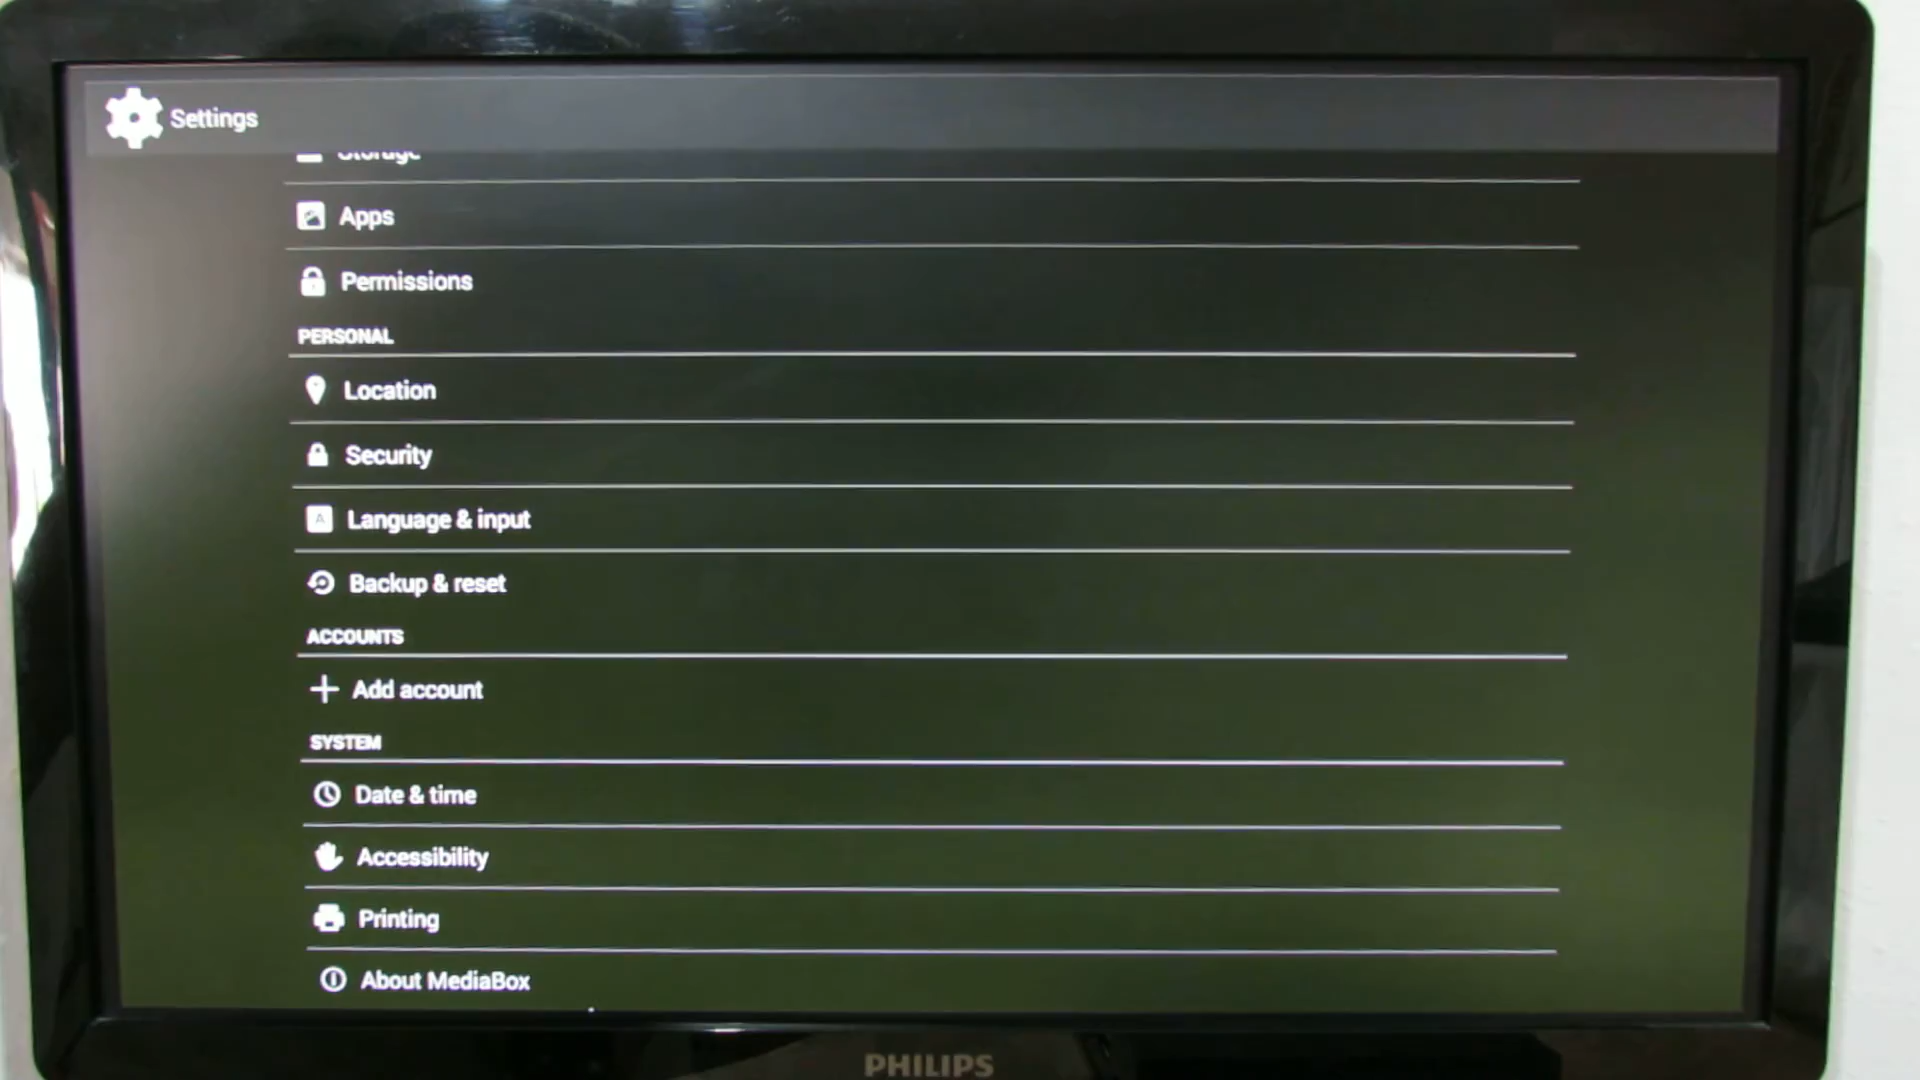 Settings
Storage
Apps
Permissions
PERSONAL
Location
Security
A Language & input
Backup & reset
ACCOUNTS
Add account
SYSTEM
Date & time
Accessibility
Printing
About MediaBox
PHILIPS